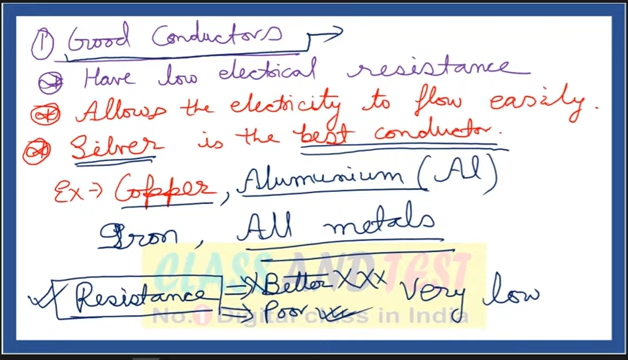 ① Good Conductors →
Have low electrical resistance
Allows the electricity to flow easily.
Silver is the best conductor.
Ex → Copper, Alumunium (Al)
Iron, All metals
CLASS AND TEST
Resistance ⇒ Better XXX very low
→ Poor
No.1 Digital class in India